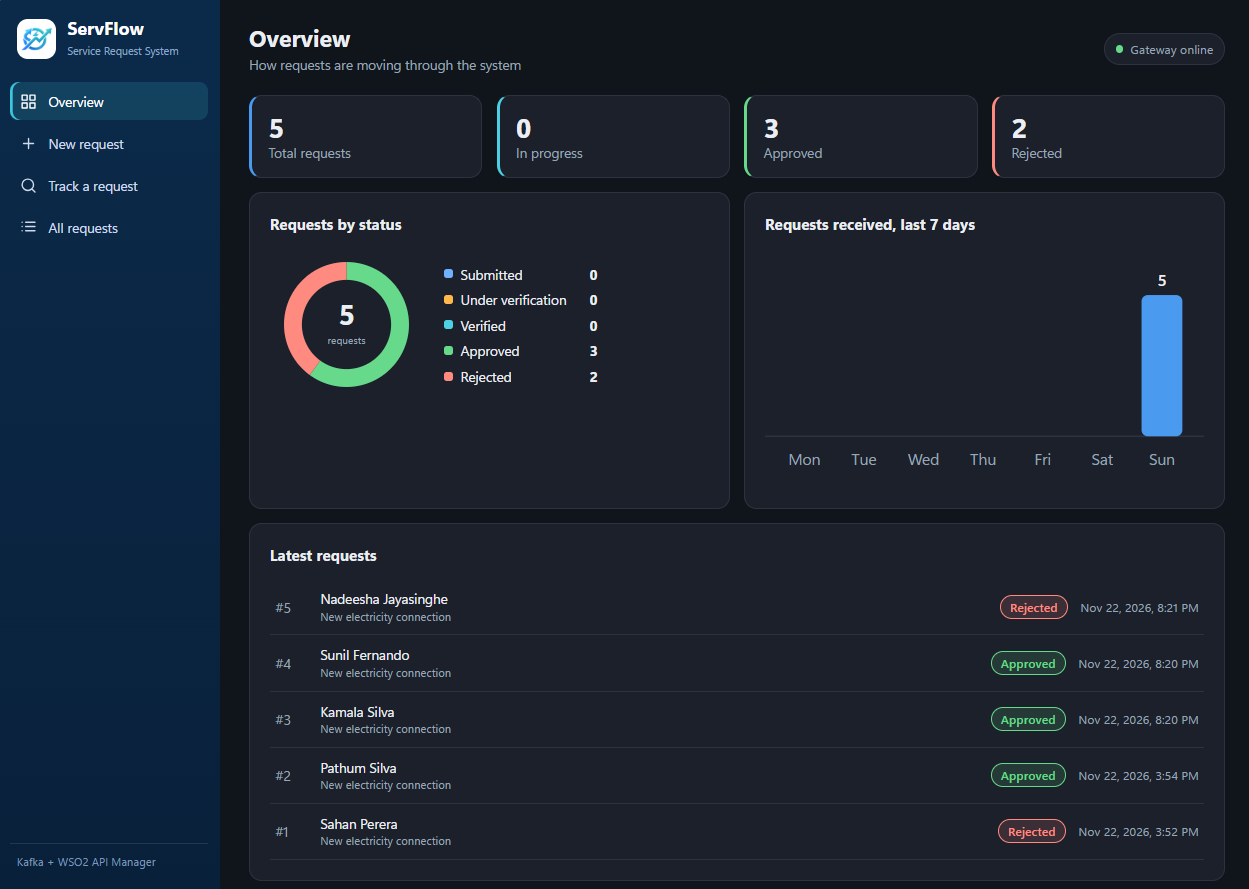 ServFlow
Service Request System
Overview
New request
Track a request
All requests
Kafka + WSO2 API Manager
Overview
How requests are moving through the system
Gateway online
5
Total requests
0
In progress
3
Approved
2
Rejected
Requests by status
5
requests
Submitted 0
Under verification 0
Verified 0
Approved 3
Rejected 2
Requests received, last 7 days
5
Mon Tue Wed Thu Fri Sat Sun
Latest requests
#5 Nadeesha Jayasinghe Rejected Nov 22, 2026, 8:21 PM
New electricity connection
#4 Sunil Fernando Approved Nov 22, 2026, 8:20 PM
New electricity connection
#3 Kamala Silva Approved Nov 22, 2026, 8:20 PM
New electricity connection
#2 Pathum Silva Approved Nov 22, 2026, 3:54 PM
New electricity connection
#1 Sahan Perera Rejected Nov 22, 2026, 3:52 PM
New electricity connection